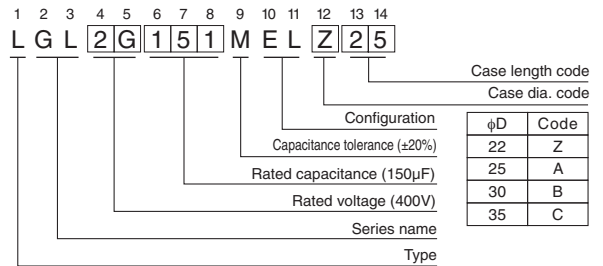 1 2 3 4 5 6 7 8 9 10 11 12 13 14
L G L 2 G 1 5 1 M E L Z 2 5
Case length code
Case dia. code
Configuration
Capacitance tolerance (±20%)
Rated capacitance (150µF)
Rated voltage (400V)
Series name
Type
φD Code
22 Z
25 A
30 B
35 C